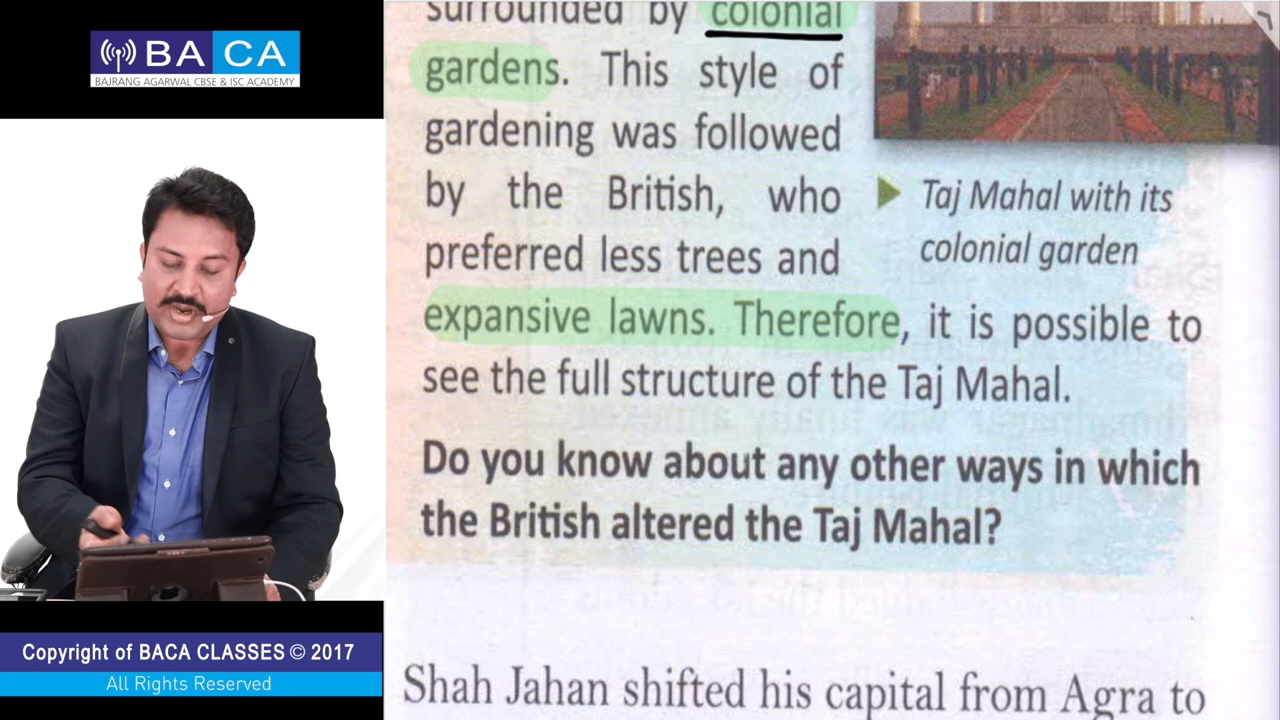 BACA
BAJRANG AGARWAL CBSE & ISC ACADEMY
surrounded by colonial
gardens. This style of
gardening was followed
by the British, who
preferred less trees and
expansive lawns. Therefore, it is possible to
see the full structure of the Taj Mahal.
Taj Mahal with its
colonial garden
Do you know about any other ways in which
the British altered the Taj Mahal?
Shah Jahan shifted his capital from Agra to
Copyright of BACA CLASSES © 2017
All Rights Reserved